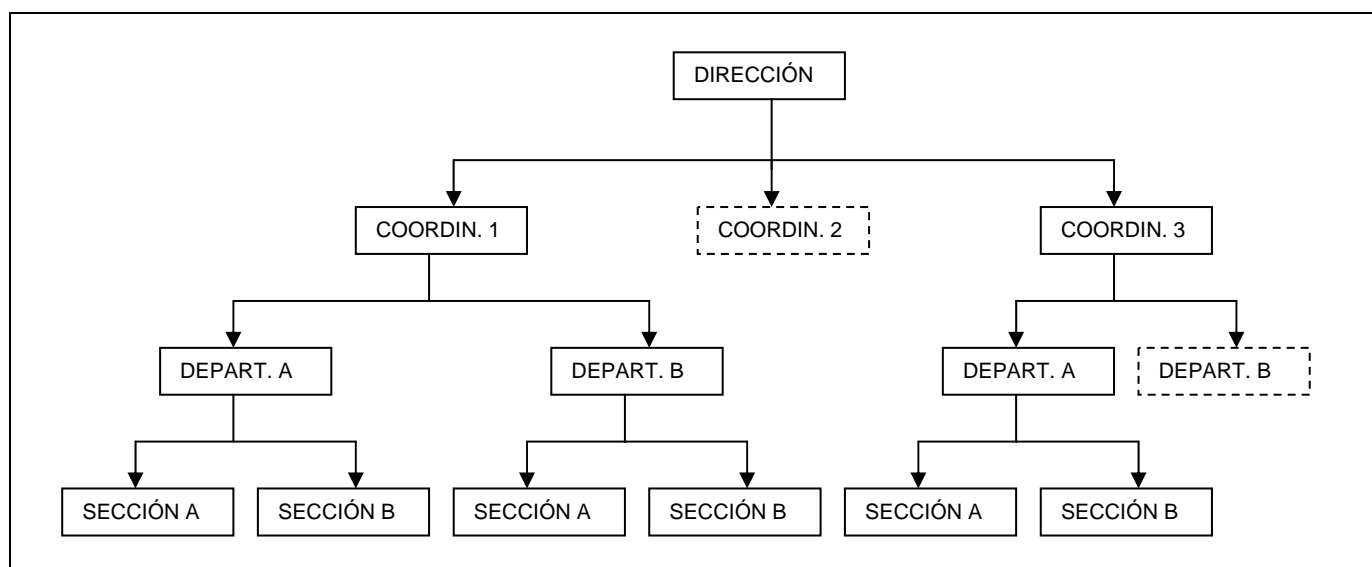 DIRECCIÓN
COORDIN. 1
COORDIN. 2
COORDIN. 3
DEPART. A
DEPART. B
DEPART. A
DEPART. B
SECCIÓN A
SECCIÓN B
SECCIÓN A
SECCIÓN B
SECCIÓN A
SECCIÓN B